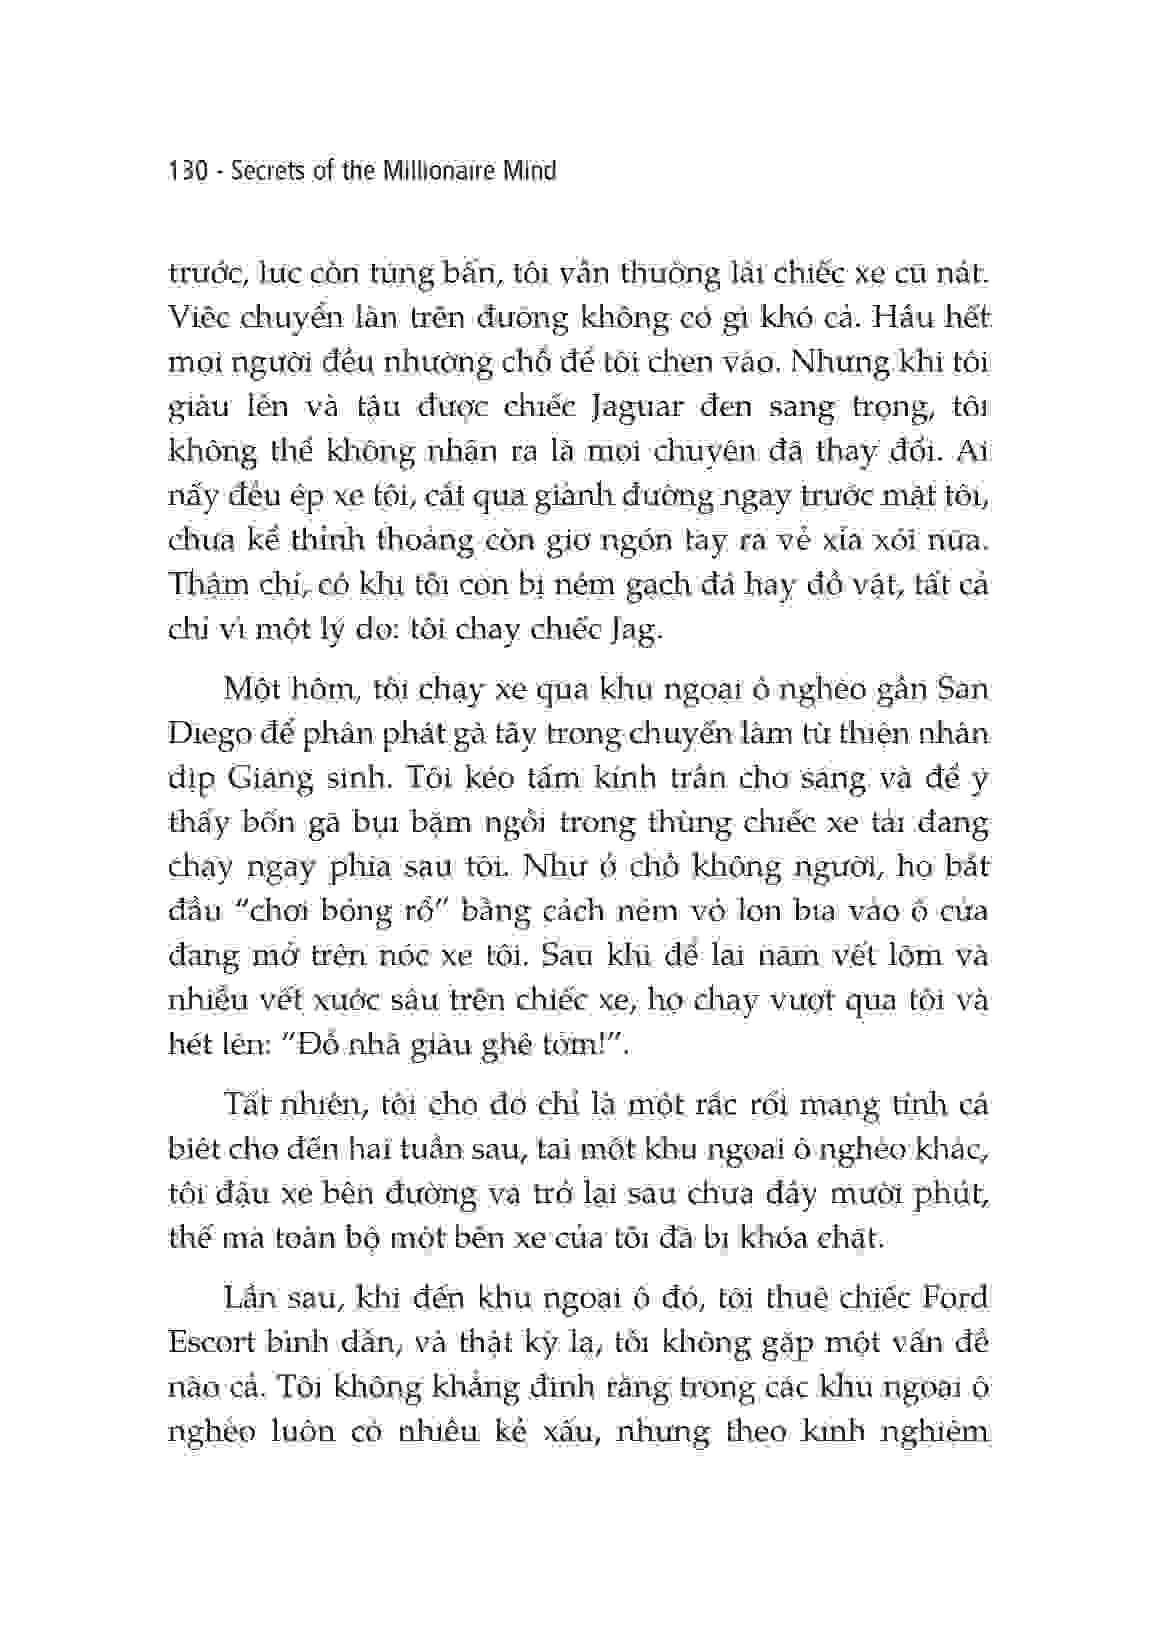 130 - Secrets of the Millionaire Mind
trước, lúc còn túng bấn, tôi vẫn thường lái chiếc xe cũ nát.
Việc chuyển làn trên đường không có gì khó cả. Hầu hết
mọi người đều nhường chỗ để tôi chen vào. Nhưng khi tôi
giàu lên và tậu được chiếc Jaguar đen sang trọng, tôi
không thể không nhận ra là mọi chuyện đã thay đổi. Ai
nấy đều ép xe tôi, cắt qua giành đường ngay trước mặt tôi,
chưa kể thỉnh thoảng còn giơ ngón tay ra vẻ xỉa xói nữa.
Thậm chí, có khi tôi còn bị ném gạch đá hay đồ vật, tất cả
chỉ vì một lý do: tôi chạy chiếc Jag.
Một hôm, tôi chạy xe qua khu ngoại ô nghèo gần San
Diego để phân phát gà tây trong chuyến làm từ thiện nhân
dịp Giáng sinh. Tôi kéo tấm kính trần cho sáng và để ý
thấy bốn gã bụi bặm ngồi trong thùng chiếc xe tải đang
chạy ngay phía sau tôi. Như ở chỗ không người, họ bắt
đầu “chơi bóng rổ” bằng cách ném vỏ lon bia vào ô cửa
đang mở trên nóc xe tôi. Sau khi để lại năm vết lõm và
nhiều vết xước sâu trên chiếc xe, họ chạy vượt qua tôi và
hét lên: “Đồ nhà giàu ghê tởm!”.
Tất nhiên, tôi cho đó chỉ là một rắc rối mang tính cá
biệt cho đến hai tuần sau, tại một khu ngoại ô nghèo khác,
tôi đậu xe bên đường và trở lại sau chưa đầy mười phút,
thế mà toàn bộ một bên xe của tôi đã bị khóa chặt.
Lần sau, khi đến khu ngoại ô đó, tôi thuê chiếc Ford
Escort bình dân, và thật kỳ lạ, tôi không gặp một vấn đề
nào cả. Tôi không khẳng định rằng trong các khu ngoại ô
nghèo luôn có nhiều kẻ xấu, nhưng theo kinh nghiệm